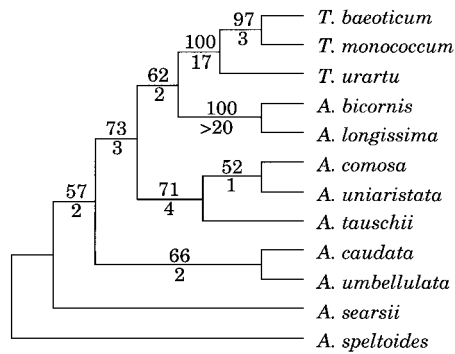 97
3
T. baeoticum
T. monococcum
100
17
T. urartu
62
2
100
>20
A. bicornis
A. longissima
73
3
52
1
A. comosa
A. uniaristata
71
4
A. tauschii
57
2
66
2
A. caudata
A. umbellulata
A. searsii
A. speltoides